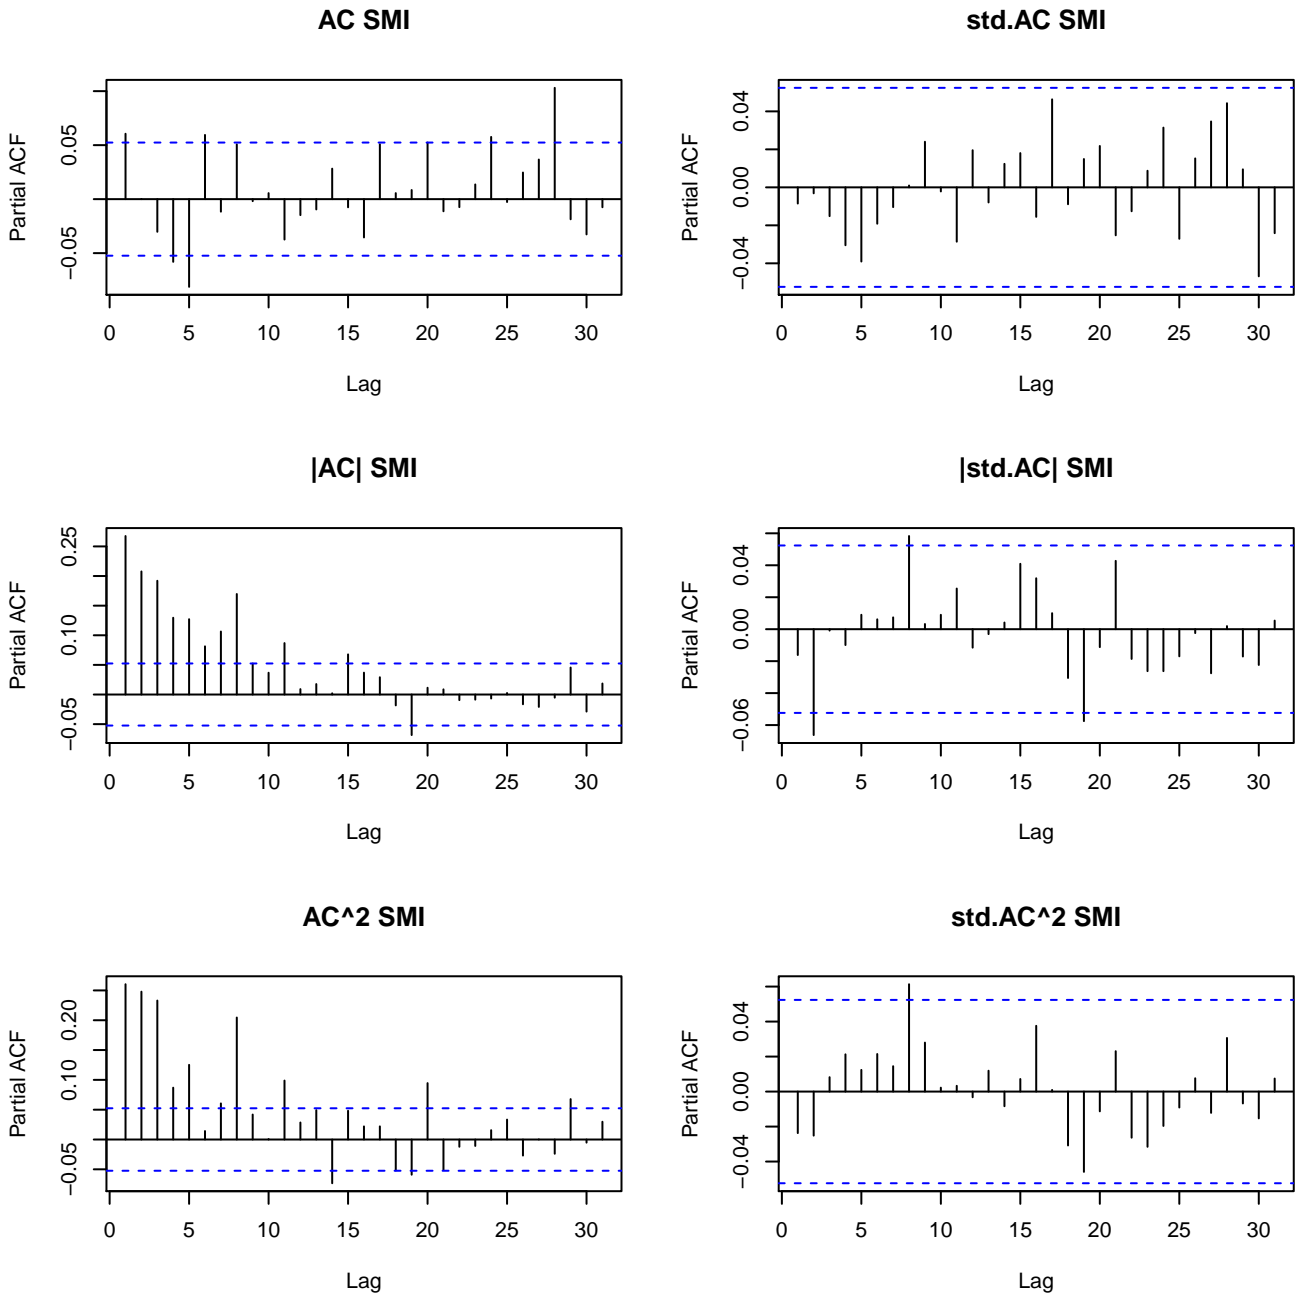 AC SMI
Partial ACF
0.05
−0.05
0 5 10 15 20 25 30
Lag
std.AC SMI
Partial ACF
0.04
0.00
−0.04
0 5 10 15 20 25 30
Lag
|AC| SMI
Partial ACF
0.25
0.10
−0.05
0 5 10 15 20 25 30
Lag
|std.AC| SMI
Partial ACF
0.04
0.00
−0.06
0 5 10 15 20 25 30
Lag
AC^2 SMI
Partial ACF
0.20
0.10
−0.05
0 5 10 15 20 25 30
Lag
std.AC^2 SMI
Partial ACF
0.04
0.00
−0.04
0 5 10 15 20 25 30
Lag